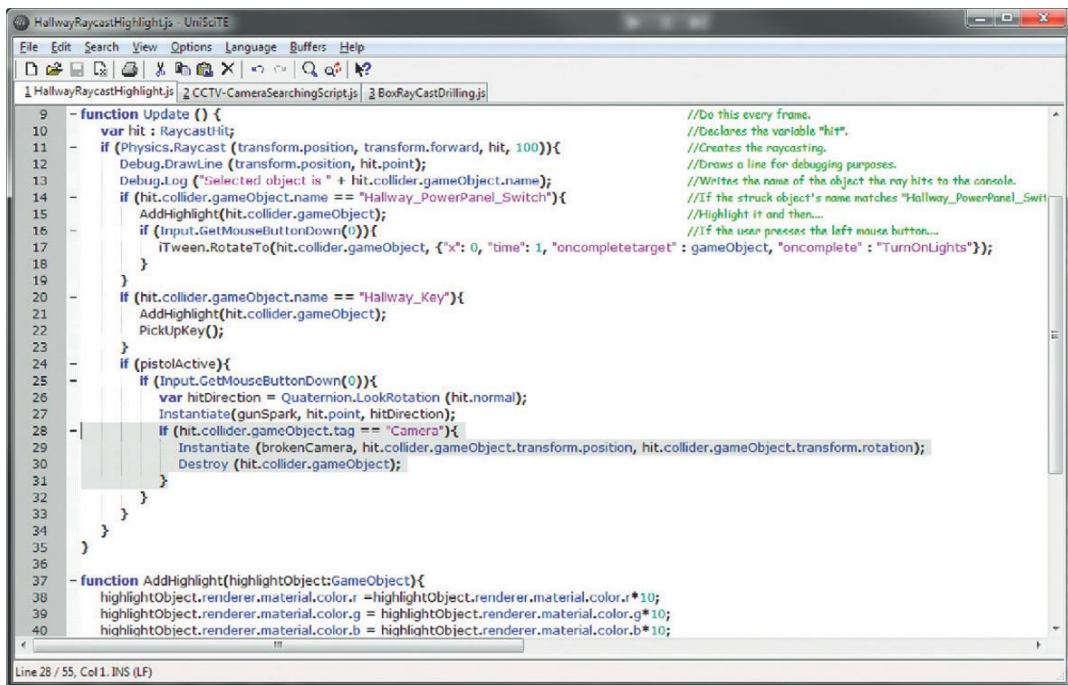 HallwayRaycastHighlight.js - UniSciTE
File Edit Search View Options Language Buffers Help
1 HallwayRaycastHighlight.js 2 CCTV-CameraSearchingScript.js 3 BoxRayCastDrilling.js
9 - function Update () { //Do this every frame.
10 var hit : RaycastHit; //Declares the variable "hit".
11 - if (Physics.Raycast (transform.position, transform.forward, hit, 100)){ //Creates the raycasting.
12 Debug.DrawLine (transform.position, hit.point); //Draws a line for debugging purposes.
13 Debug.Log ("Selected object is " + hit.collider.gameObject.name); //Writes the name of the object the ray hits to the console.
14 - if (hit.collider.gameObject.name == "Hallway_PowerPanel_Switch"){ //If the struck object's name matches "Hallway_PowerPanel_Swit
15 AddHighlight(hit.collider.gameObject); //Highlight it and then....
16 - if (Input.GetMouseButtonDown(0)){ //If the user presses the left mouse button....
17 iTween.RotateTo(hit.collider.gameObject, {"x": 0, "time": 1, "oncompletetarget" : gameObject, "oncomplete" : "TurnOnLights"});
18 }
19 }
20 - if (hit.collider.gameObject.name == "Hallway_Key"){
21 AddHighlight(hit.collider.gameObject);
22 PickUpKey();
23 }
24 - if (pistolActive){
25 - if (Input.GetMouseButtonDown(0)){
26 var hitDirection = Quaternion.LookRotation (hit.normal);
27 Instantiate(gunSpark, hit.point, hitDirection);
28 - if (hit.collider.gameObject.tag == "Camera"){
29 Instantiate (brokenCamera, hit.collider.gameObject.transform.position, hit.collider.gameObject.transform.rotation);
30 Destroy (hit.collider.gameObject);
31 }
32 }
33 }
34 }
35 }
36
37 - function AddHighlight(highlightObject:GameObject){
38 highlightObject.renderer.material.color.r =highlightObject.renderer.material.color.r*10;
39 highlightObject.renderer.material.color.g = highlightObject.renderer.material.color.g*10;
40 highlightObject.renderer.material.color.b = highlightObject.renderer.material.color.b*10;
Line 28 / 55, Col 1. INS (LF)